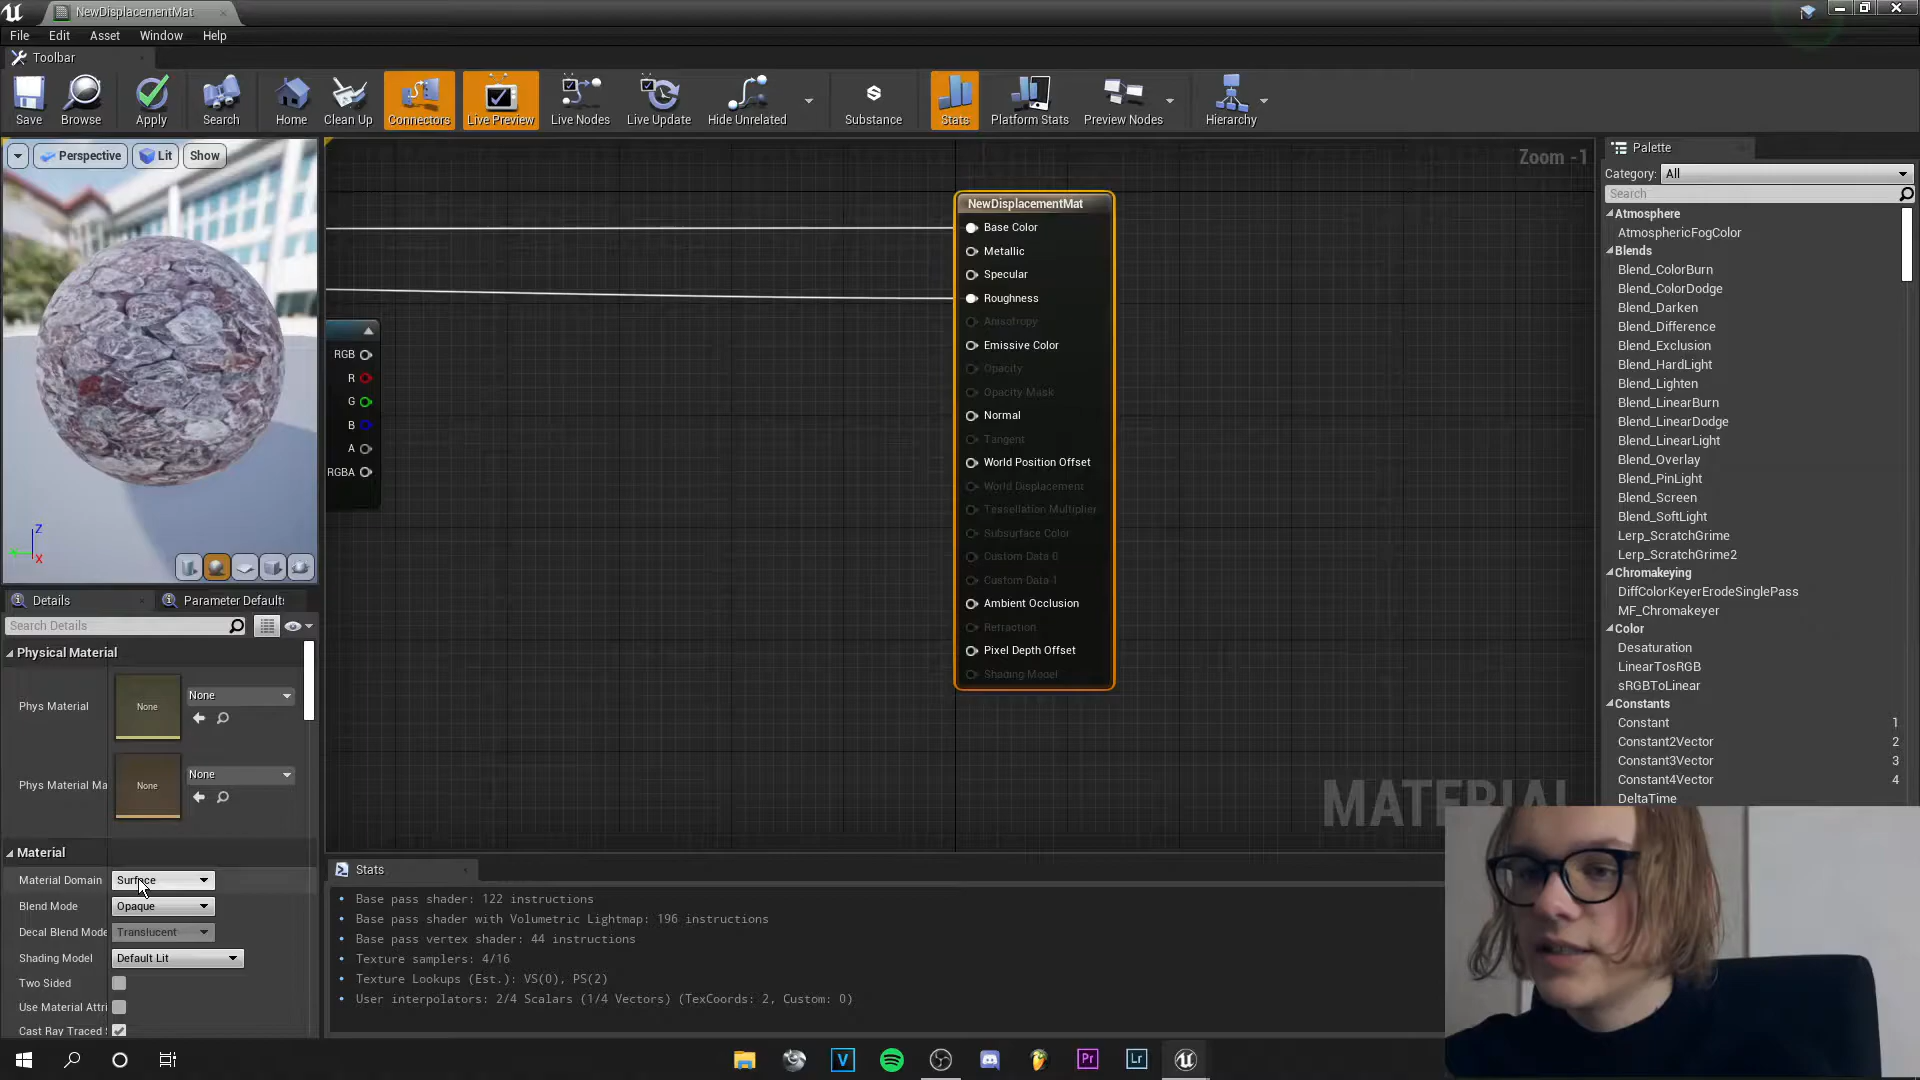 NewDisplacementMat
File Edit Asset Window Help
Toolbar
Save Browse Apply Search Home Clean Up Connectors Live Preview Live Nodes Live Update Hide Unrelated Substance Stats Platform Stats Preview Nodes Hierarchy
Perspective Lit Show
Zoom -1
NewDisplacementMat
Base Color
Metallic
Specular
Roughness
Anisotropy
Emissive Color
Opacity
Opacity Mask
Normal
Tangent
World Position Offset
World Displacement
Tessellation Multiplier
Subsurface Color
Custom Data 0
Custom Data 1
Ambient Occlusion
Refraction
Pixel Depth Offset
Shading Model
RGB
R
G
B
A
RGBA
MATERIAL
Z
X
Details Parameter Defaults
Search Details
Physical Material
Phys Material None None
Phys Material Ma None None
Material
Material Domain Surface
Blend Mode Opaque
Decal Blend Mode Translucent
Shading Model Default Lit
Two Sided
Use Material Attri
Cast Ray Traced S
Stats
• Base pass shader: 122 instructions
• Base pass shader with Volumetric Lightmap: 196 instructions
• Base pass vertex shader: 44 instructions
• Texture samplers: 4/16
• Texture Lookups (Est.): VS(0), PS(2)
• User interpolators: 2/4 Scalars (1/4 Vectors) (TexCoords: 2, Custom: 0)
Palette
Category: All
Search
Atmosphere
AtmosphericFogColor
Blends
Blend_ColorBurn
Blend_ColorDodge
Blend_Darken
Blend_Difference
Blend_Exclusion
Blend_HardLight
Blend_Lighten
Blend_LinearBurn
Blend_LinearDodge
Blend_LinearLight
Blend_Overlay
Blend_PinLight
Blend_Screen
Blend_SoftLight
Lerp_ScratchGrime
Lerp_ScratchGrime2
Chromakeying
DiffColorKeyerErodeSinglePass
MF_Chromakeyer
Color
Desaturation
LinearTosRGB
sRGBToLinear
Constants
Constant 1
Constant2Vector 2
Constant3Vector 3
Constant4Vector 4
DeltaTime
V Pr Lr